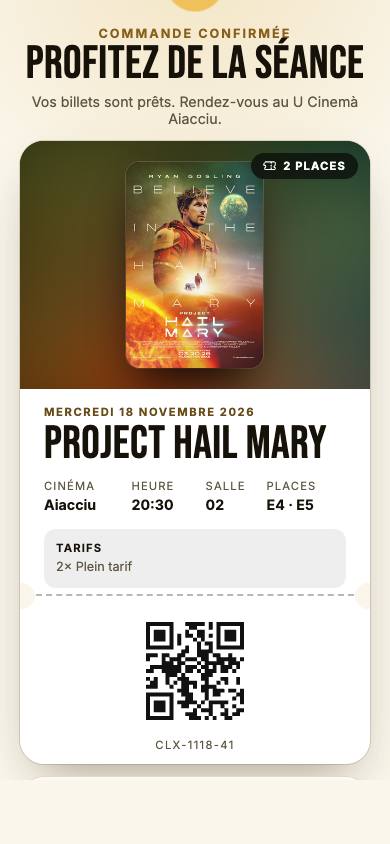 COMMANDE CONFIRMÉE
PROFITEZ DE LA SÉANCE
Vos billets sont prêts. Rendez-vous au U Cinemà
Aiacciu.
2 PLACES
RYAN GOSLING
BELIEVE
IN THE
HAIL
MARY
PROJECT
HAIL
MARY
MERCREDI 18 NOVEMBRE 2026
PROJECT HAIL MARY
CINÉMA HEURE SALLE PLACES
Aiacciu 20:30 02 E4 · E5
TARIFS
2× Plein tarif
CLX-1118-41